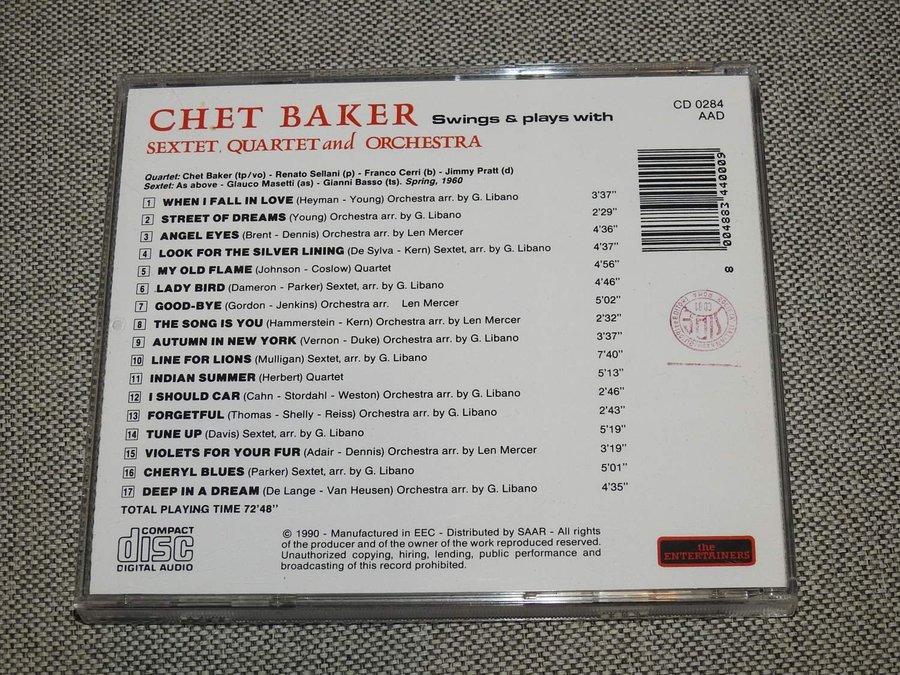 CHET BAKER Swings & plays with
SEXTET, QUARTET and ORCHESTRA
CD 0284
AAD
Quartet: Chet Baker (tp/vo) - Renato Sellani (p) - Franco Cerri (b) - Jimmy Pratt (d)
Sextet: As above - Glauco Masetti (as) - Gianni Basso (ts). Spring, 1960
1 WHEN I FALL IN LOVE (Heyman - Young) Orchestra arr. by G. Libano 3'37"
2 STREET OF DREAMS (Young) Orchestra arr. by G. Libano 2'29"
3 ANGEL EYES (Brent - Dennis) Orchestra arr. by Len Mercer 4'36"
4 LOOK FOR THE SILVER LINING (De Sylva - Kern) Sextet, arr. by G. Libano 4'37"
5 MY OLD FLAME (Johnson - Coslow) Quartet 4'56"
6 LADY BIRD (Dameron - Parker) Sextet, arr. by G. Libano 4'46"
7 GOOD-BYE (Gordon - Jenkins) Orchestra arr. Len Mercer 5'02"
8 THE SONG IS YOU (Hammerstein - Kern) Orchestra arr. by Len Mercer 2'32"
9 AUTUMN IN NEW YORK (Vernon - Duke) Orchestra arr. by G. Libano 3'37"
10 LINE FOR LIONS (Mulligan) Sextet, arr. by G. Libano 7'40"
11 INDIAN SUMMER (Herbert) Quartet 5'13"
12 I SHOULD CAR (Cahn - Stordahl - Weston) Orchestra arr. by G. Libano 2'46"
13 FORGETFUL (Thomas - Shelly - Reiss) Orchestra arr. by G. Libano 2'43"
14 TUNE UP (Davis) Sextet, arr. by G. Libano 5'19"
15 VIOLETS FOR YOUR FUR (Adair - Dennis) Orchestra arr. by Len Mercer 3'19"
16 CHERYL BLUES (Parker) Sextet, arr. by G. Libano 5'01"
17 DEEP IN A DREAM (De Lange - Van Heusen) Orchestra arr. by G. Libano 4'35"
TOTAL PLAYING TIME 72'48"
004883 440009
8
COMPACT
disc
DIGITAL AUDIO
© 1990 - Manufactured in EEC - Distributed by SAAR - All rights
of the producer and of the owner of the work reproduced reserved.
Unauthorized copying, hiring, lending, public performance and
broadcasting of this record prohibited.
the
ENTERTAINERS